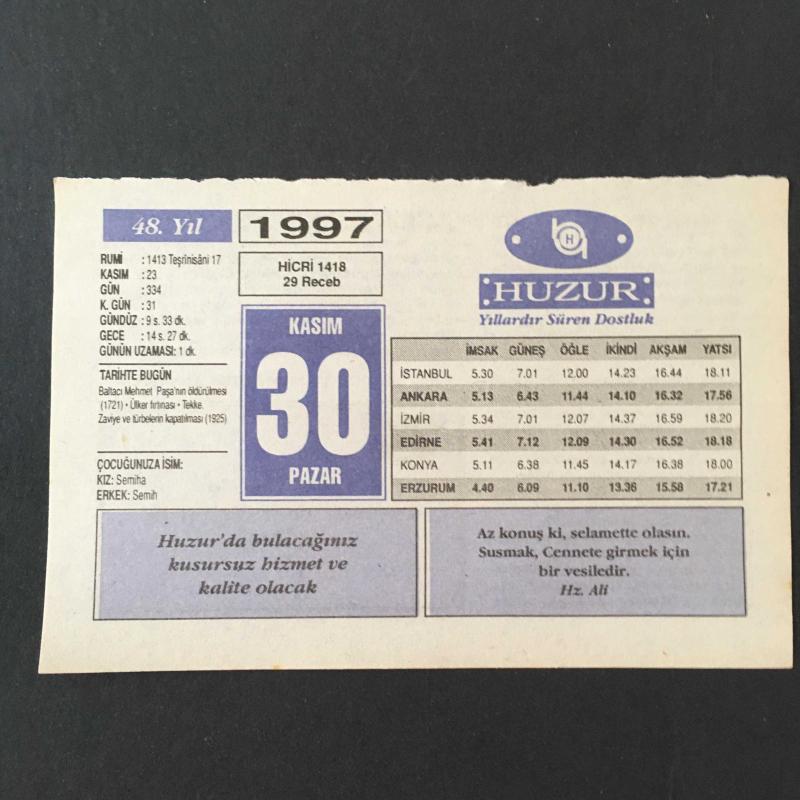 48. Yıl
1997
RUMİ : 1413 Teşrinisâni 17
KASIM : 23
GÜN : 334
K. GÜN : 31
GÜNDÜZ : 9 s. 33 dk.
GECE : 14 s. 27 dk.
GÜNÜN UZAMASI: 1 dk.
HİCRİ 1418
29 Receb
TARİHTE BUGÜN
Baltacı Mehmet Paşa'nın öldürülmesi
(1721) • Ülker fırtınası • Tekke.
Zaviye ve türbelerin kapatılması (1925)
ÇOCUĞUNUZA İSİM:
KIZ: Semiha
ERKEK: Semih
KASIM
30
PAZAR
H
HUZUR
Yıllardır Süren Dostluk
İMSAK GÜNEŞ ÖĞLE İKİNDİ AKŞAM YATSI
İSTANBUL 5.30 7.01 12.00 14.23 16.44 18.11
ANKARA 5.13 6.43 11.44 14.10 16.32 17.56
İZMİR 5.34 7.01 12.07 14.37 16.59 18.20
EDİRNE 5.41 7.12 12.09 14.30 16.52 18.18
KONYA 5.11 6.38 11.45 14.17 16.38 18.00
ERZURUM 4.40 6.09 11.10 13.36 15.58 17.21
Huzur'da bulacağınız
kusursuz hizmet ve
kalite olacak
Az konuş ki, selamette olasın.
Susmak, Cennete girmek için
bir vesiledir.
Hz. Ali